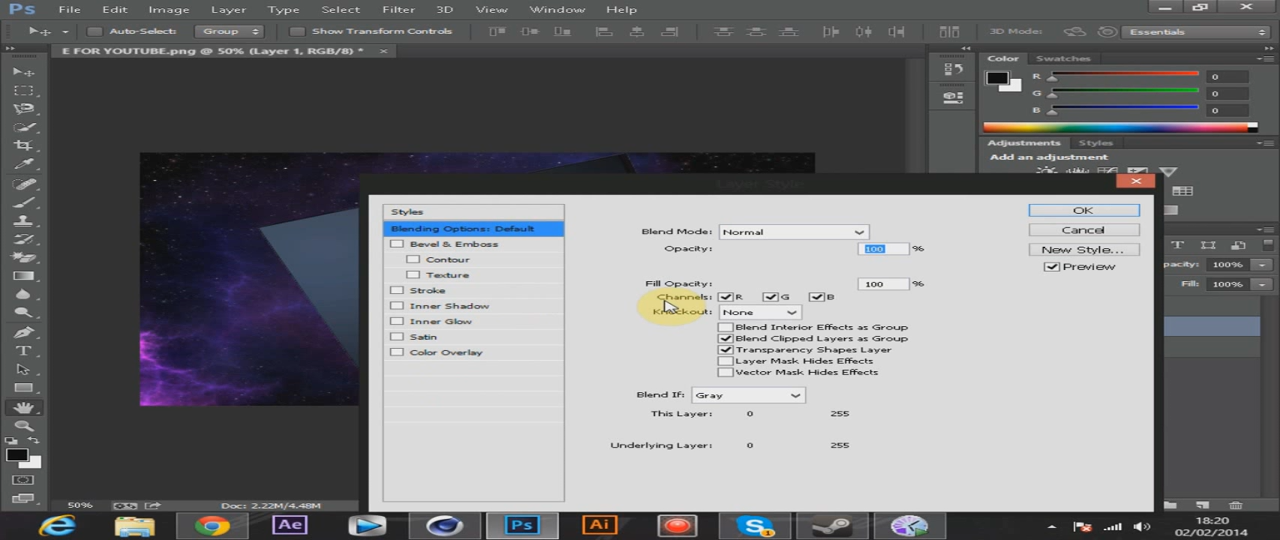 Ps File Edit Image Layer Type Select Filter 3D View Window Help
Auto-Select: Group Show Transform Controls 3D Mode: Essentials
E FOR YOUTUBE.png @ 50% (Layer 1, RGB/8) * ×
Color Swatches
R 0
G 0
B 0
Adjustments Styles
Add an adjustment
Layer Style
Styles
Blending Options: Default
Bevel & Emboss
Contour
Texture
Stroke
Inner Shadow
Inner Glow
Satin
Color Overlay
Blend Mode: Normal
Opacity: 100 %
Fill Opacity: 100 %
Channels: R G B
Knockout: None
Blend Interior Effects as Group
Blend Clipped Layers as Group
Transparency Shapes Layer
Layer Mask Hides Effects
Vector Mask Hides Effects
Blend If: Gray
This Layer: 0 255
Underlying Layer: 0 255
OK
Cancel
New Style...
Preview
pacity: 100%
Fill: 100%
50% Doc: 2.22M/4.48M
Ae Ps Ai S 1
18:20
02/02/2014